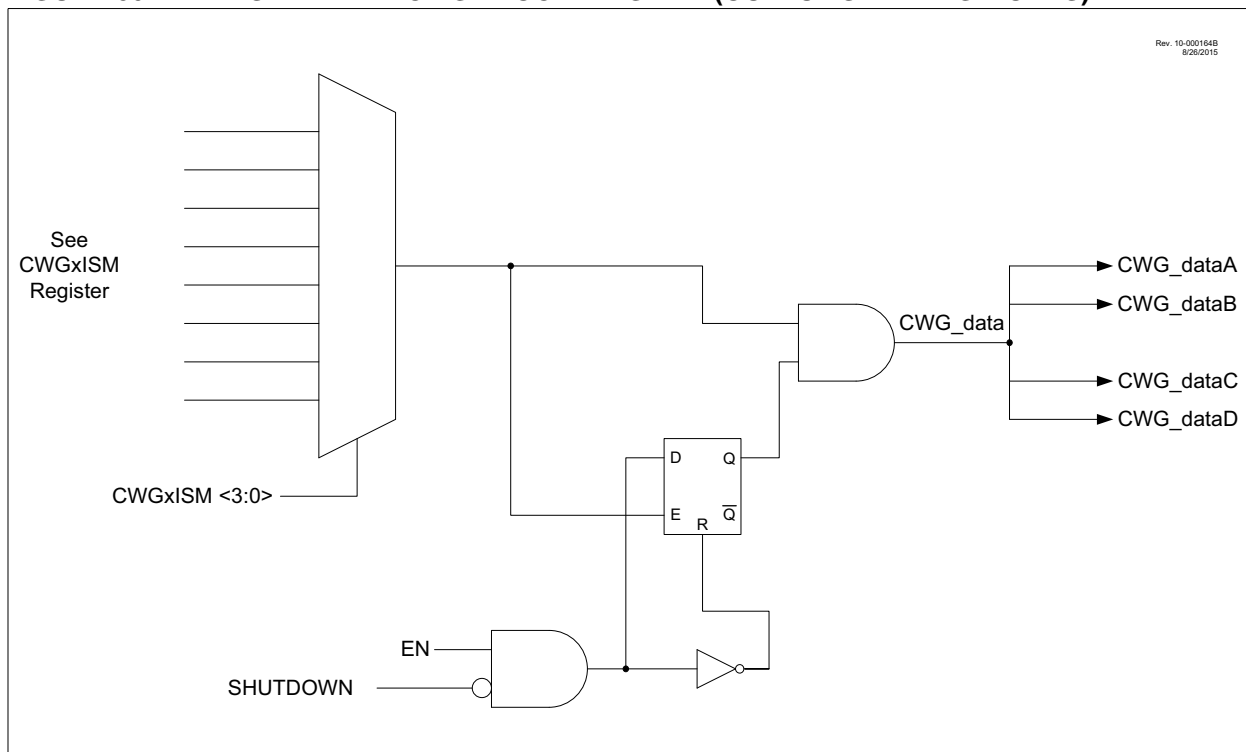 Rev. 10-000164B
8/26/2015
See
CWGxISM
Register
CWG_dataA
CWG_dataB
CWG_data
CWG_dataC
CWG_dataD
D
Q
CWGxISM <3:0>
E
Q
R
EN
SHUTDOWN